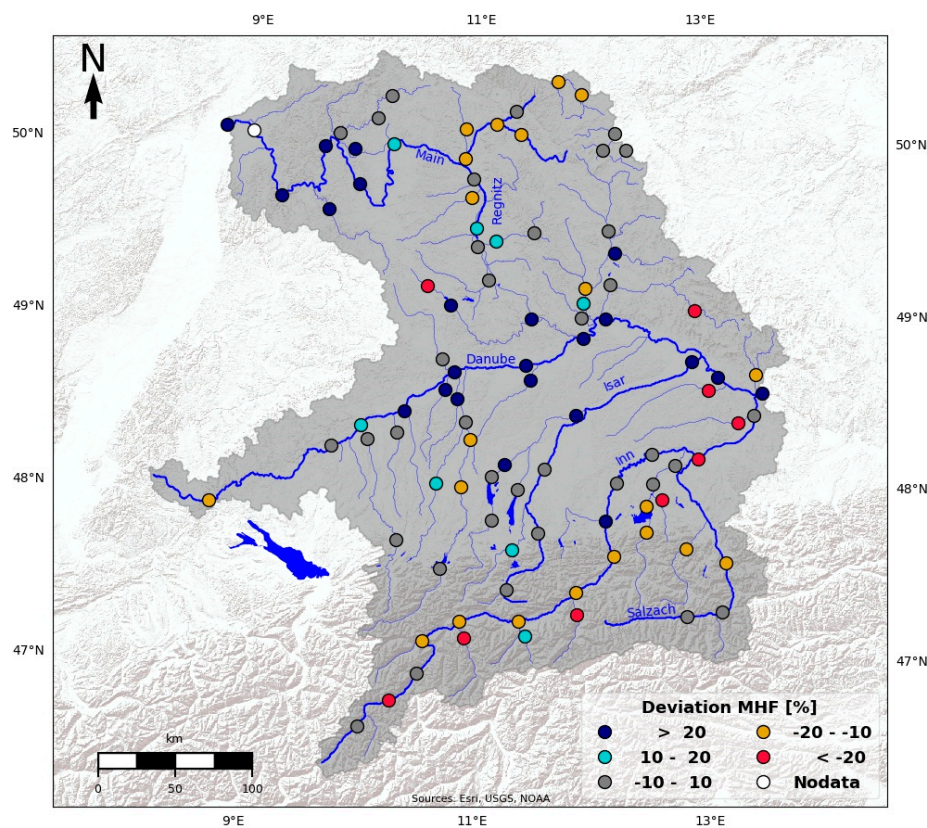 9°E 11°E 13°E
N
50°N 50°N
Main
Regnitz
49°N 49°N
Danube
Isar
Inn
48°N 48°N
Salzach
47°N 47°N
Deviation MHF [%]
> 20 -20 - -10
10 - 20 < -20
-10 - 10 Nodata
km
0 50 100
Sources: Esri, USGS, NOAA
9°E 11°E 13°E